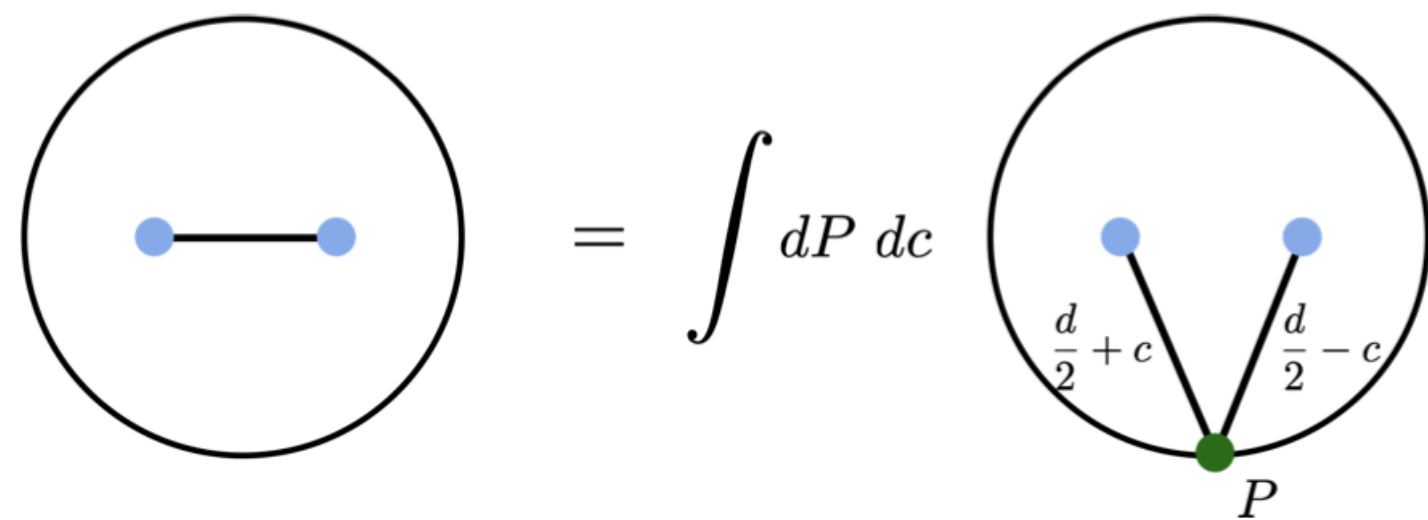 = ∫ dP dc
d/2 + c
d/2 − c
P